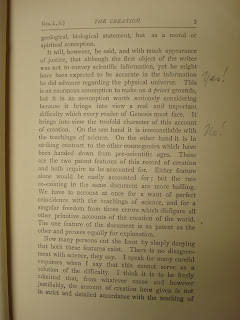 GEN. i., ii.]
THE CREATION.
3
geological, biological statement, but as a moral or
spiritual conception.
It will, however, be said, and with much appearance
of justice, that although the first object of the writer
was not to convey scientific information, yet he might
have been expected to be accurate in the information
he did advance regarding the physical universe. This
is an enormous assumption to make on à priori grounds,
but it is an assumption worth seriously considering
because it brings into view a real and important
difficulty which every reader of Genesis must face. It
brings into view the twofold character of this account
of creation. On the one hand it is irreconcilable with
the teachings of science. On the other hand it is in
striking contrast to the other cosmogonies which have
been handed down from pre-scientific ages. These
are the two patent features of this record of creation
and both require to be accounted for. Either feature
alone would be easily accounted for; but the two
co-existing in the same document are more baffling.
We have to account at once for a want of perfect
coincidence with the teachings of science, and for a
singular freedom from those errors which disfigure all
other primitive accounts of the creation of the world.
The one feature of the document is as patent as the
other and presses equally for explanation.
Now many persons cut the knot by simply denying
that both these features exist. There is no disagree-
ment with science, they say. I speak for many careful
enquirers when I say that this cannot serve as a
solution of the difficulty. I think it is to be freely
admitted that, from whatever cause and however
justifiably, the account of creation here given is not
in strict and detailed accordance with the teaching of
Yes!
No!